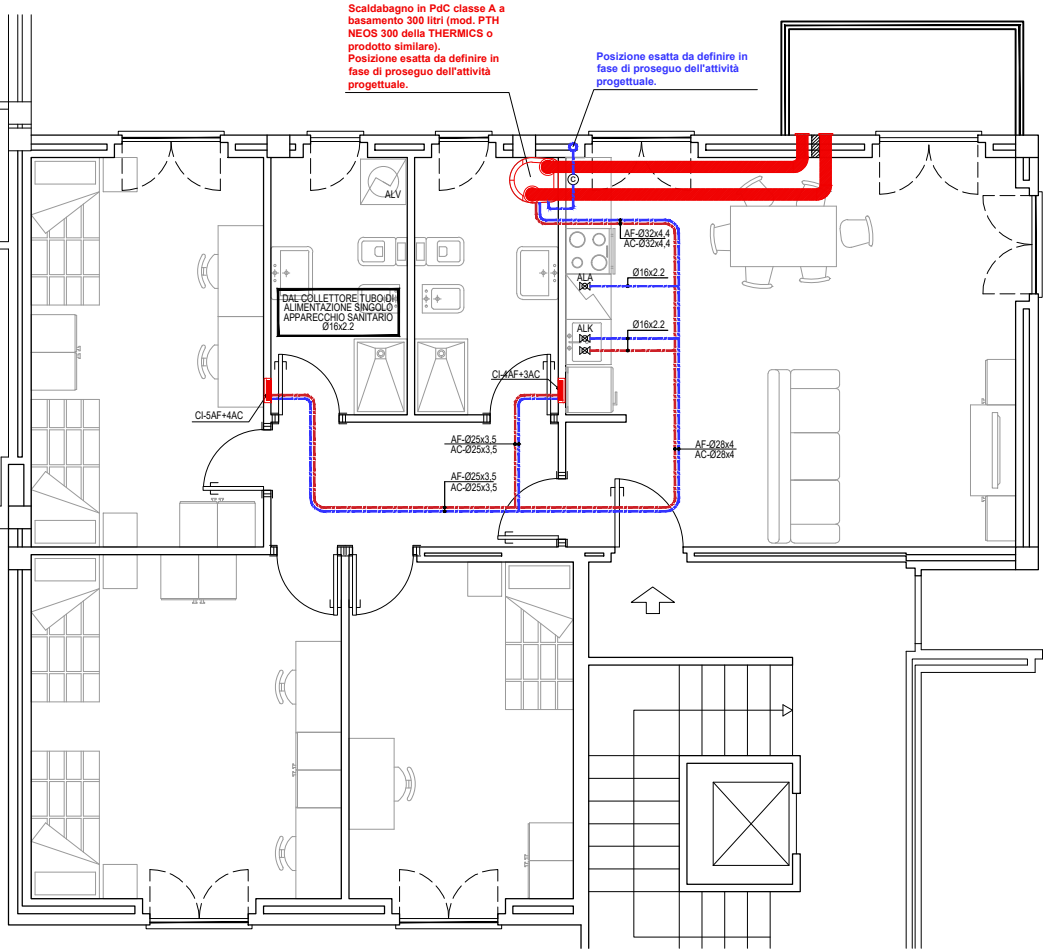 Scaldabagno in PdC classe A a
basamento 300 litri (mod. PTH
NEOS 300 della THERMICS o
prodotto similare).
Posizione esatta da definire in
fase di proseguo dell'attività
progettuale.
Posizione esatta da definire in
fase di proseguo dell'attività
progettuale.
ALV
C
AF-Ø32x4,4
AC-Ø32x4,4
ALA
Ø16x2.2
DAL COLLETTORE TUBO DI
ALIMENTAZIONE SINGOLO
APPARECCHIO SANITARIO
Ø16x2.2
ALK
Ø16x2.2
CI-4AF+3AC
CI-5AF+4AC
AF-Ø25x3,5
AC-Ø25x3,5
AF-Ø28x4
AC-Ø28x4
AF-Ø25x3,5
AC-Ø25x3,5